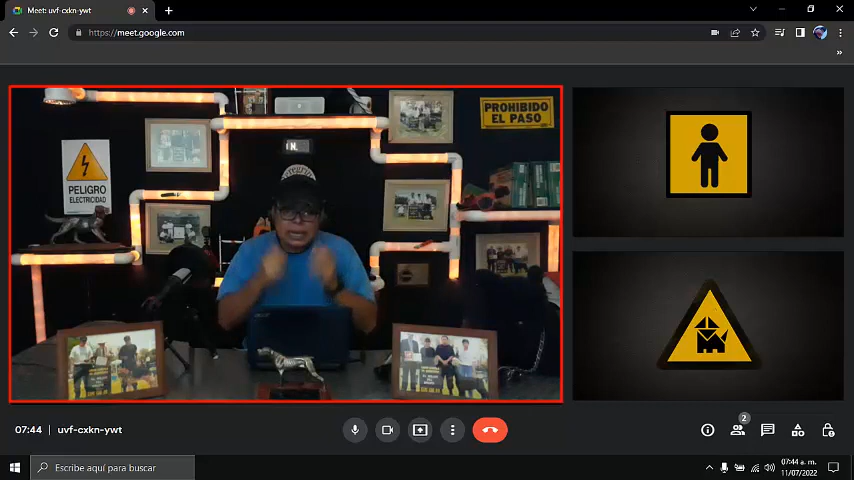 Meet: uvf-cxkn-ywt
https://meet.google.com
PROHIBIDO
EL PASO
PELIGRO
ELECTRICIDAD
07:44 | uvf-cxkn-ywt
2
Escribe aquí para buscar
07:44 a. m.
11/07/2022